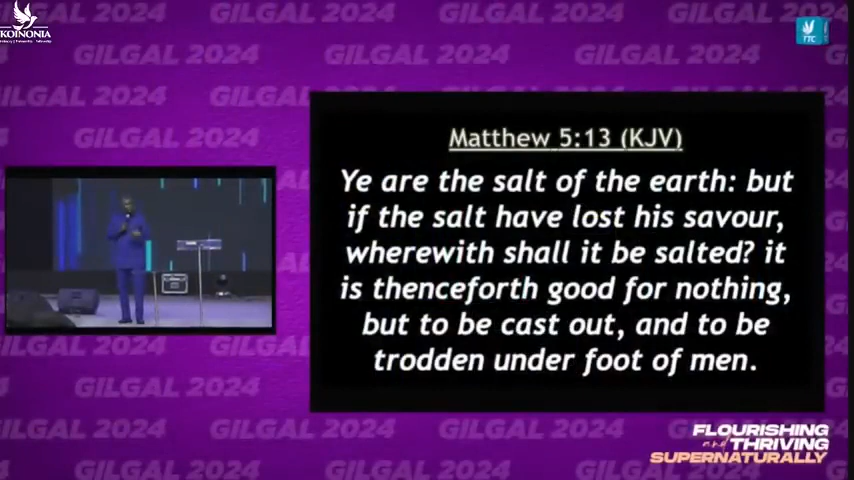 KOINONIA
GILGAL 2024
TTC
Matthew 5:13 (KJV)
Ye are the salt of the earth: but
if the salt have lost his savour,
wherewith shall it be salted? it
is thenceforth good for nothing,
but to be cast out, and to be
trodden under foot of men.
FLOURISHING
and THRIVING
SUPERNATURALLY